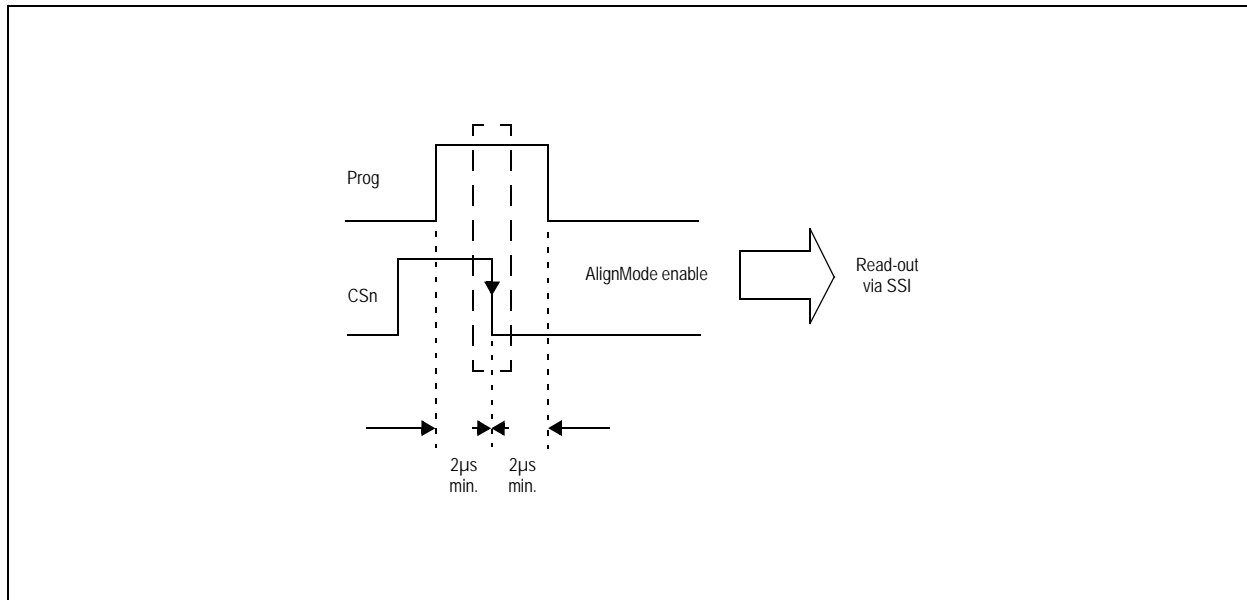 Prog
CSn
AlignMode enable
Read-out
via SSI
2µs
min.
2µs
min.